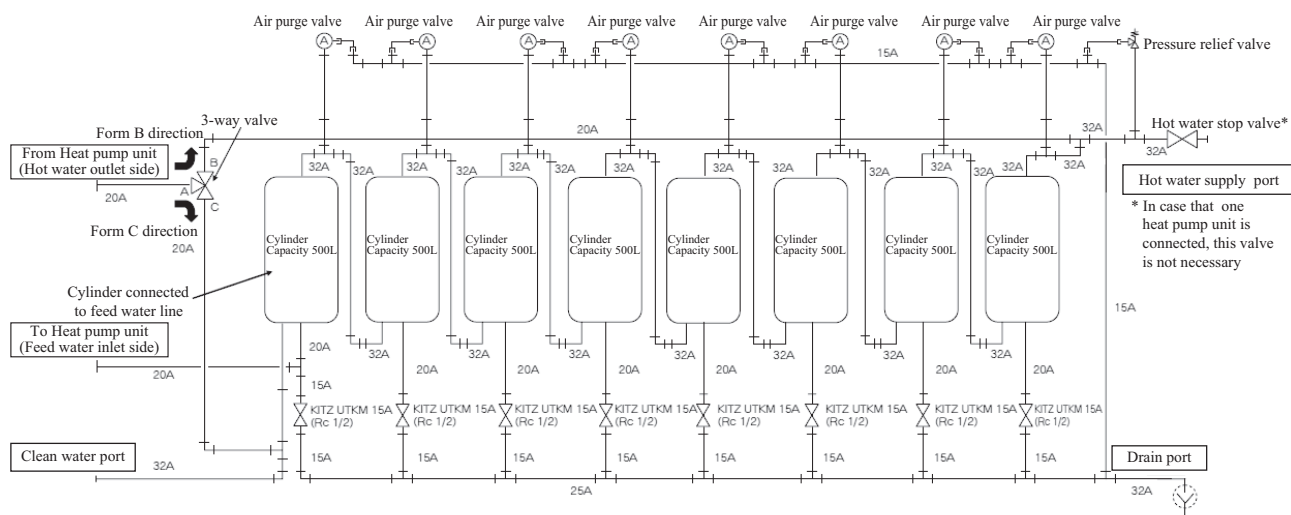 Air purge valve Air purge valve Air purge valve Air purge valve Air purge valve Air purge valve Air purge valve Air purge valve
A A A A A A A A
Pressure relief valve
15A
3-way valve
Form B direction
20A
32A
Hot water stop valve*
32A
From Heat pump unit
(Hot water outlet side)
B
A
C
20A
Form C direction
20A
32A 32A 32A 32A 32A 32A 32A 32A
32A 32A 32A 32A 32A 32A 32A
Hot water supply port
* In case that one
heat pump unit is
connected, this valve
is not necessary
Cylinder Capacity 500L
Cylinder Capacity 500L
Cylinder Capacity 500L
Cylinder Capacity 500L
Cylinder Capacity 500L
Cylinder Capacity 500L
Cylinder Capacity 500L
Cylinder Capacity 500L
Cylinder connected
to feed water line
15A
To Heat pump unit
(Feed water inlet side)
20A
32A 32A 32A 32A 32A 32A 32A
20A
20A 20A 20A 20A 20A 20A 20A
15A
KITZ UTKM 15A KITZ UTKM 15A KITZ UTKM 15A KITZ UTKM 15A KITZ UTKM 15A KITZ UTKM 15A KITZ UTKM 15A KITZ UTKM 15A
(Rc 1/2) (Rc 1/2) (Rc 1/2) (Rc 1/2) (Rc 1/2) (Rc 1/2) (Rc 1/2) (Rc 1/2)
Clean water port
32A
15A 15A 15A 15A 15A 15A 15A 15A
Drain port
25A
32A